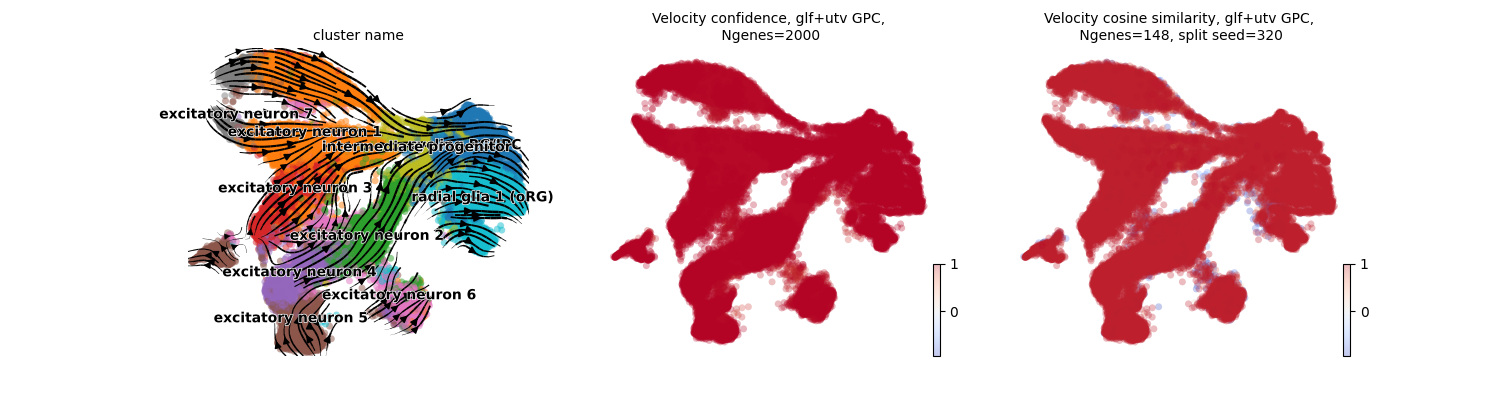 cluster name
excitatory neuron 7
excitatory neuron 1
intermediate progenitor
excitatory neuron 3
radial glia 1 (oRG)
excitatory neuron 2
excitatory neuron 4
excitatory neuron 6
excitatory neuron 5
Velocity confidence, glf+utv GPC,
Ngenes=2000
1
0
Velocity cosine similarity, glf+utv GPC,
Ngenes=148, split seed=320
1
0